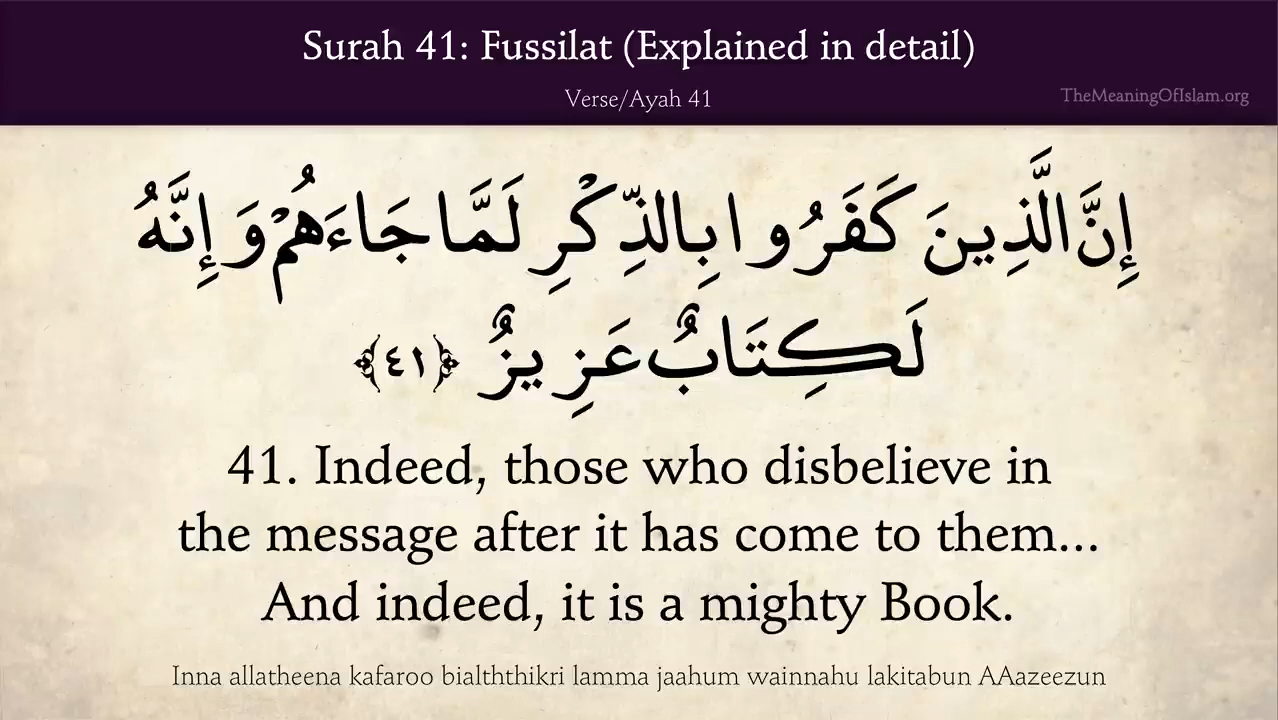 Surah 41: Fussilat (Explained in detail)
Verse/Ayah 41
TheMeaningOfIslam.org
إِنَّ الَّذِينَ كَفَرُوا بِالذِّكْرِ لَمَّا جَاءَهُمْ وَإِنَّهُ
لَكِتَابٌ عَزِيزٌ ﴿٤١﴾
41. Indeed, those who disbelieve in
the message after it has come to them...
And indeed, it is a mighty Book.
Inna allatheena kafaroo bialththikri lamma jaahum wainnahu lakitabun AAazeezun